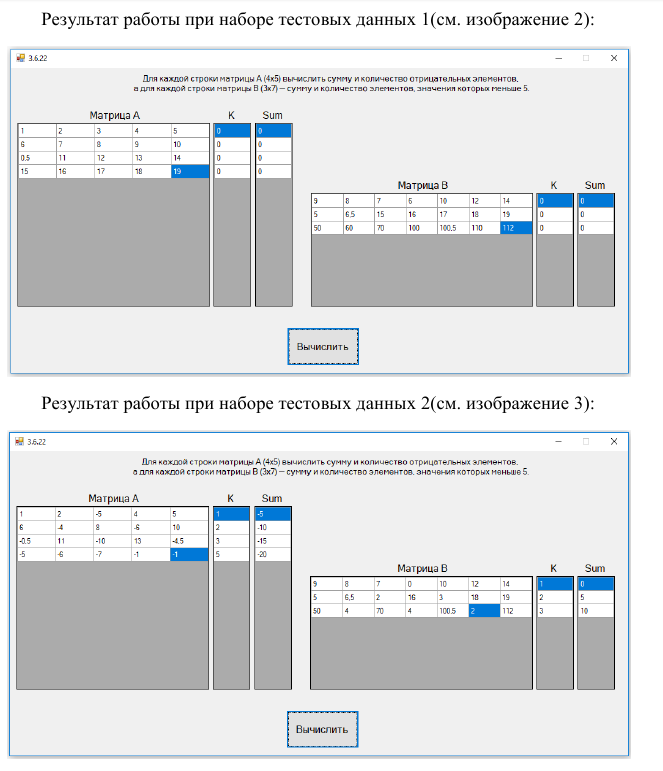 Результат работы при наборе тестовых данных 1(см. изображение 2):
3.6.22
Для каждой строки матрицы A (4x5) вычислить сумму и количество отрицательных элементов,
а для каждой строки матрицы B (3x7) – сумму и количество элементов, значения которых меньше 5.
Матрица A K Sum
1 2 3 4 5 0 0
6 7 8 9 10 0 0
0.5 11 12 13 14 0 0
15 16 17 18 19 0 0
Матрица B K Sum
9 8 7 6 10 12 14 0 0
5 6,5 15 16 17 18 19 0 0
50 60 70 100 100,5 110 112 0 0
Вычислить
Результат работы при наборе тестовых данных 2(см. изображение 3):
3.6.22
Для каждой строки матрицы A (4x5) вычислить сумму и количество отрицательных элементов,
а для каждой строки матрицы B (3x7) – сумму и количество элементов, значения которых меньше 5.
Матрица A K Sum
1 2 -5 4 5 1 -5
6 -4 8 -6 10 2 -10
-0.5 11 -10 13 -4.5 3 -15
-5 -6 -7 -1 -1 5 -20
Матрица B K Sum
9 8 7 0 10 12 14 1 0
5 6,5 2 16 3 18 19 2 5
50 4 70 4 100,5 2 112 3 10
Вычислить